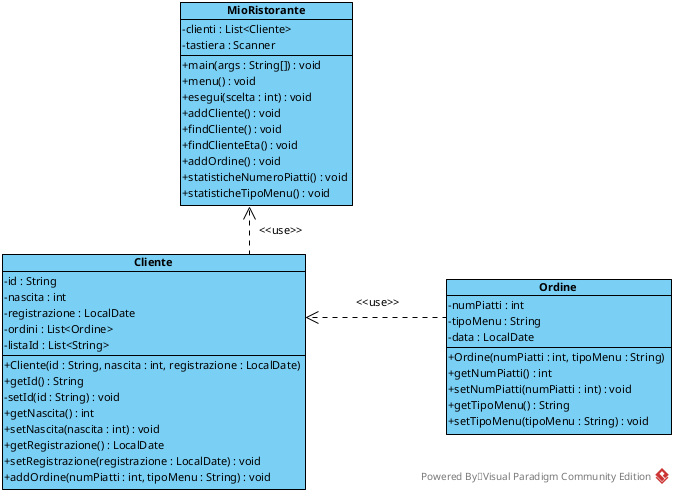 MioRistorante
-clienti : List<Cliente>
-tastiera : Scanner
+main(args : String[]) : void
+menu() : void
+esegui(scelta : int) : void
+addCliente() : void
+findCliente() : void
+findClienteEta() : void
+addOrdine() : void
+statisticheNumeroPiatti() : void
+statisticheTipoMenu() : void
<<use>>
Cliente
-id : String
-nascita : int
-registrazione : LocalDate
-ordini : List<Ordine>
-listaId : List<String>
+Cliente(id : String, nascita : int, registrazione : LocalDate)
+getId() : String
-setId(id : String) : void
+getNascita() : int
+setNascita(nascita : int) : void
+getRegistrazione() : LocalDate
+setRegistrazione(registrazione : LocalDate) : void
+addOrdine(numPiatti : int, tipoMenu : String) : void
<<use>>
Ordine
-numPiatti : int
-tipoMenu : String
-data : LocalDate
+Ordine(numPiatti : int, tipoMenu : String)
+getNumPiatti() : int
+setNumPiatti(numPiatti : int) : void
+getTipoMenu() : String
+setTipoMenu(tipoMenu : String) : void
Powered By Visual Paradigm Community Edition